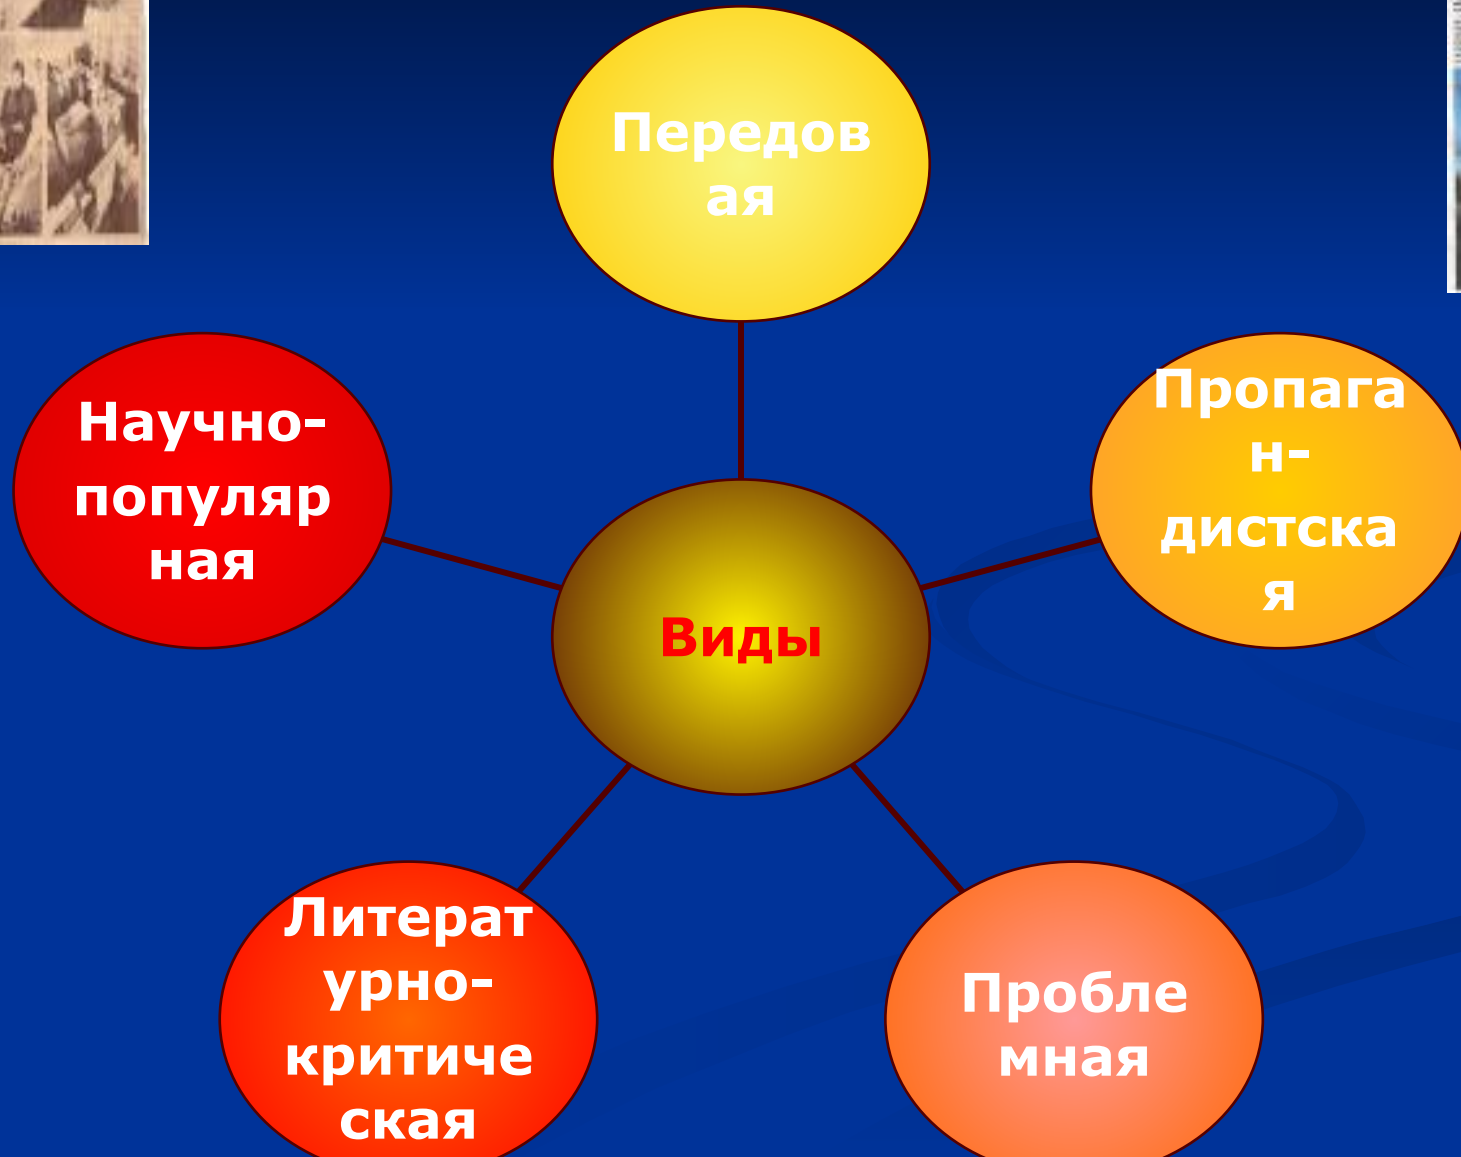 Передов
ая
Пропага
н-
дистска
я
Научно-
популяр
ная
Виды
Литерат
урно-
критиче
ская
Пробле
мная